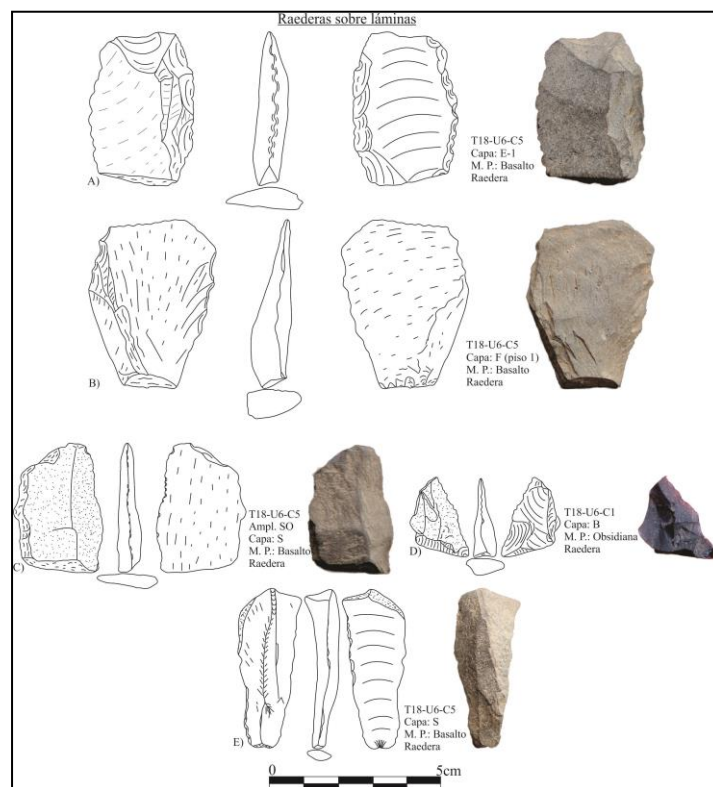 Raederas sobre láminas
A)
T18-U6-C5
Capa: E-1
M. P.: Basalto
Raedera
B)
T18-U6-C5
Capa: F (piso 1)
M. P.: Basalto
Raedera
C)
T18-U6-C5
Ampl. SO
Capa: S
M. P.: Basalto
Raedera
D)
T18-U6-C1
Capa: B
M. P.: Obsidiana
Raedera
E)
T18-U6-C5
Capa: S
M. P.: Basalto
Raedera
0 5cm